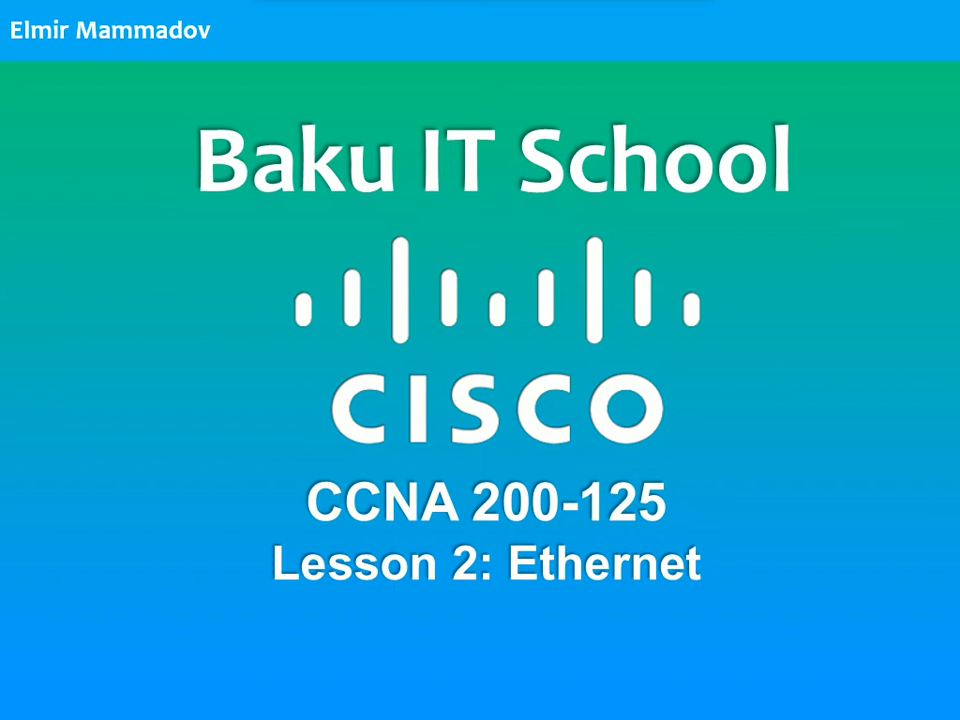 Elmir Mammadov
Baku IT School
CISCO
CCNA 200-125
Lesson 2: Ethernet